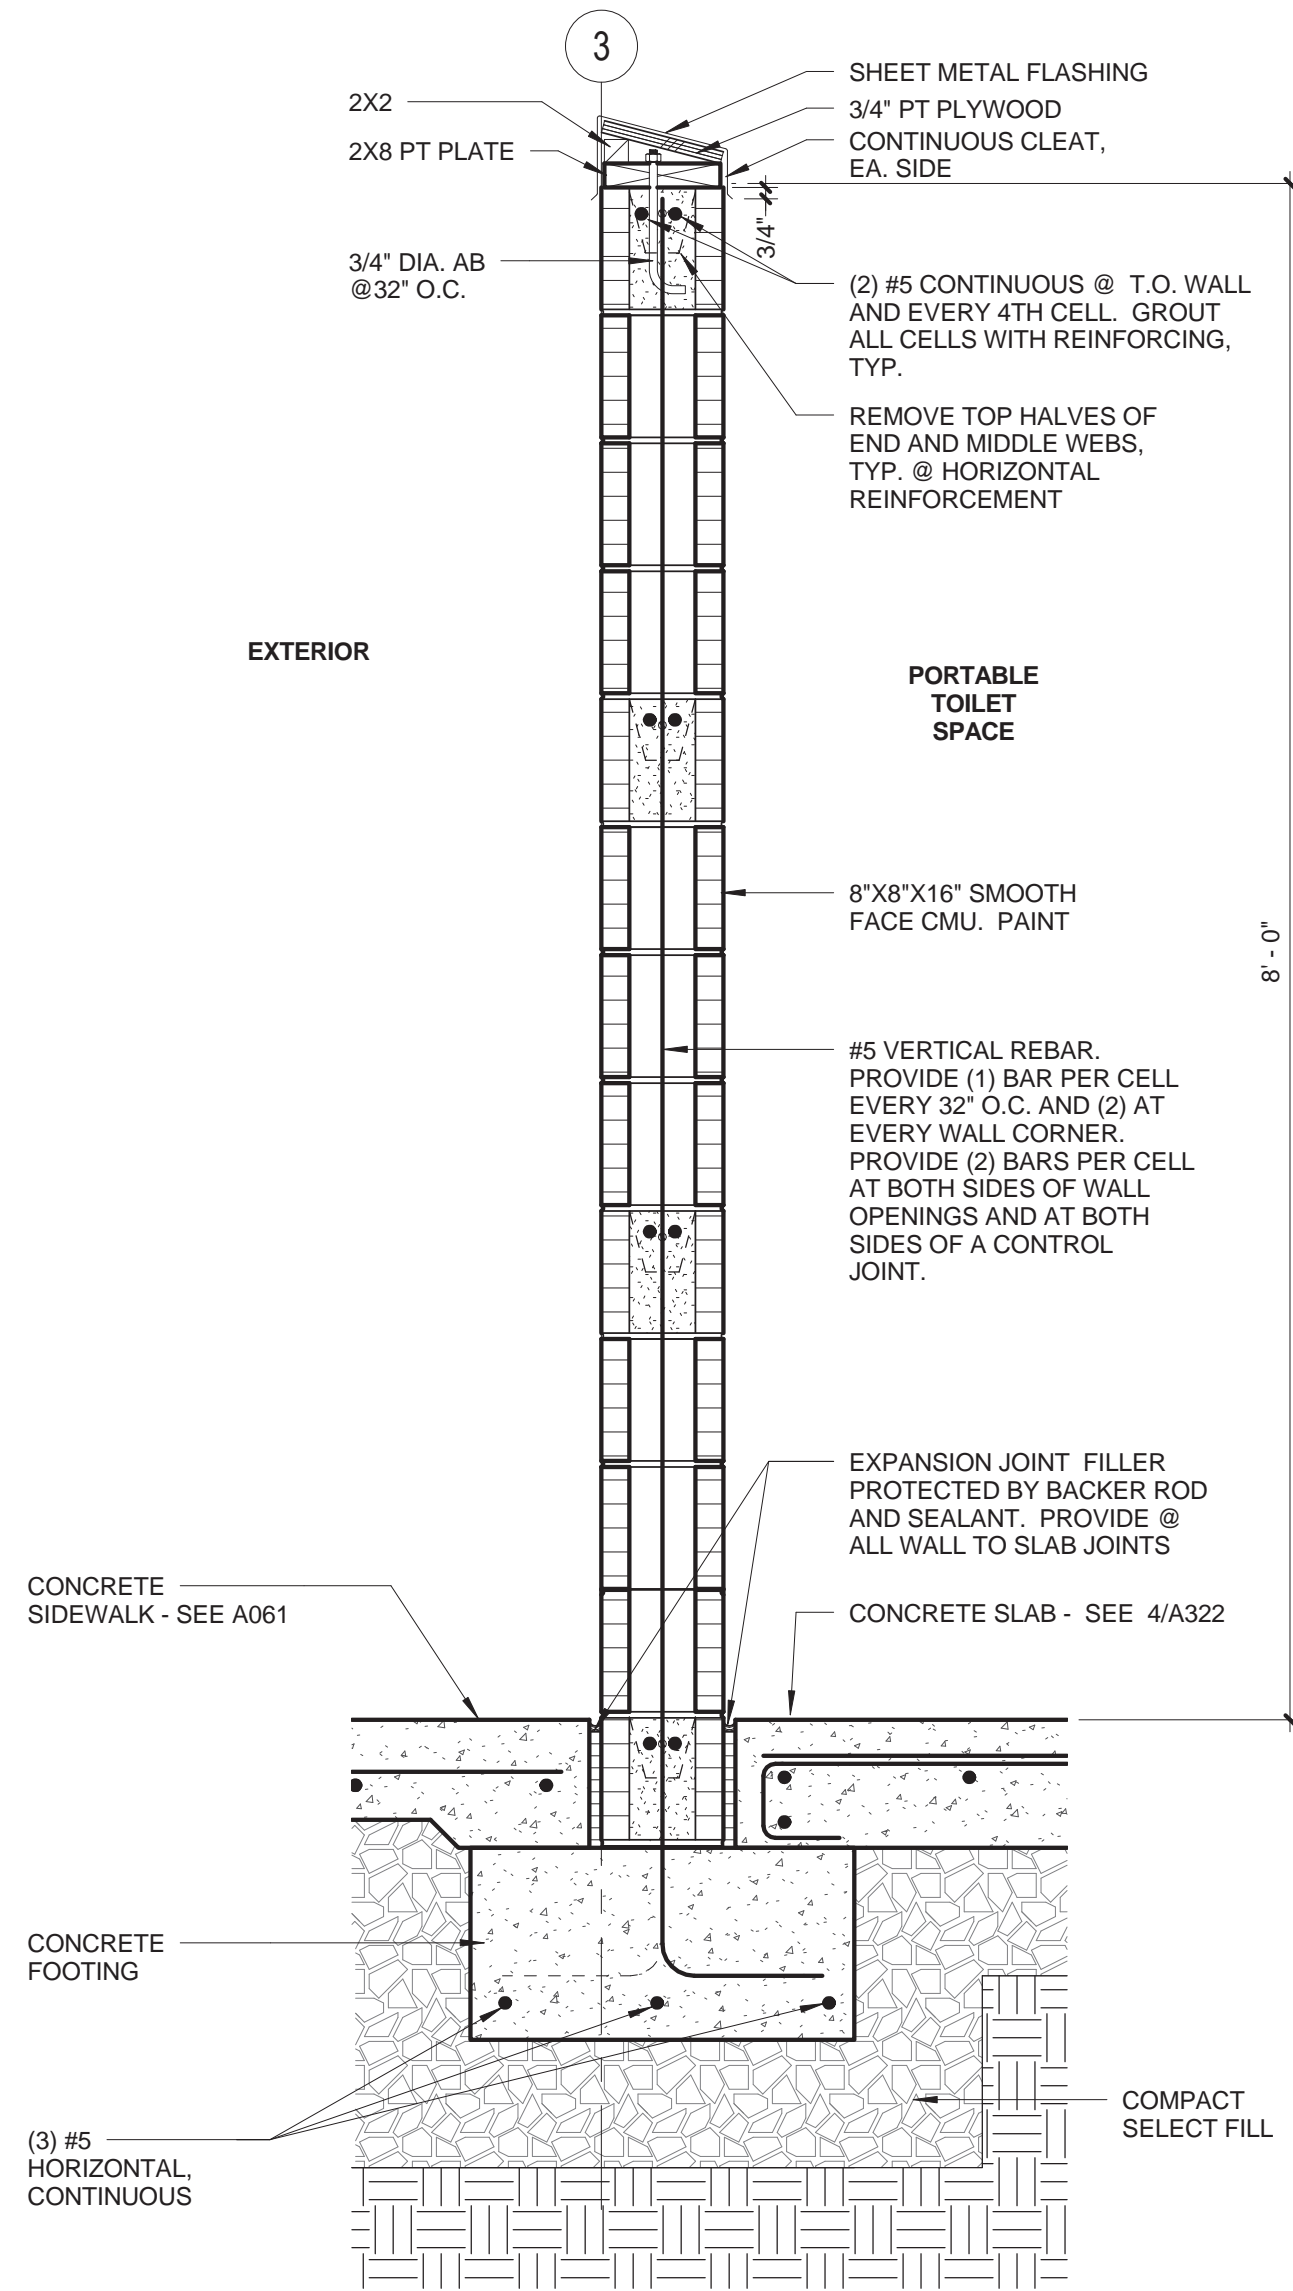 3
SHEET METAL FLASHING
2X2
3/4" PT PLYWOOD
2X8 PT PLATE
CONTINUOUS CLEAT,
EA. SIDE
3/4"
3/4" DIA. AB
@32" O.C.
(2) #5 CONTINUOUS @ T.O. WALL
AND EVERY 4TH CELL. GROUT
ALL CELLS WITH REINFORCING,
TYP.
REMOVE TOP HALVES OF
END AND MIDDLE WEBS,
TYP. @ HORIZONTAL
REINFORCEMENT
EXTERIOR
PORTABLE
TOILET
SPACE
8"X8"X16" SMOOTH
FACE CMU. PAINT
8' - 0"
#5 VERTICAL REBAR.
PROVIDE (1) BAR PER CELL
EVERY 32" O.C. AND (2) AT
EVERY WALL CORNER.
PROVIDE (2) BARS PER CELL
AT BOTH SIDES OF WALL
OPENINGS AND AT BOTH
SIDES OF A CONTROL
JOINT.
EXPANSION JOINT FILLER
PROTECTED BY BACKER ROD
AND SEALANT. PROVIDE @
ALL WALL TO SLAB JOINTS
CONCRETE
SIDEWALK - SEE A061
CONCRETE SLAB - SEE 4/A322
CONCRETE
FOOTING
COMPACT
SELECT FILL
(3) #5
HORIZONTAL,
CONTINUOUS